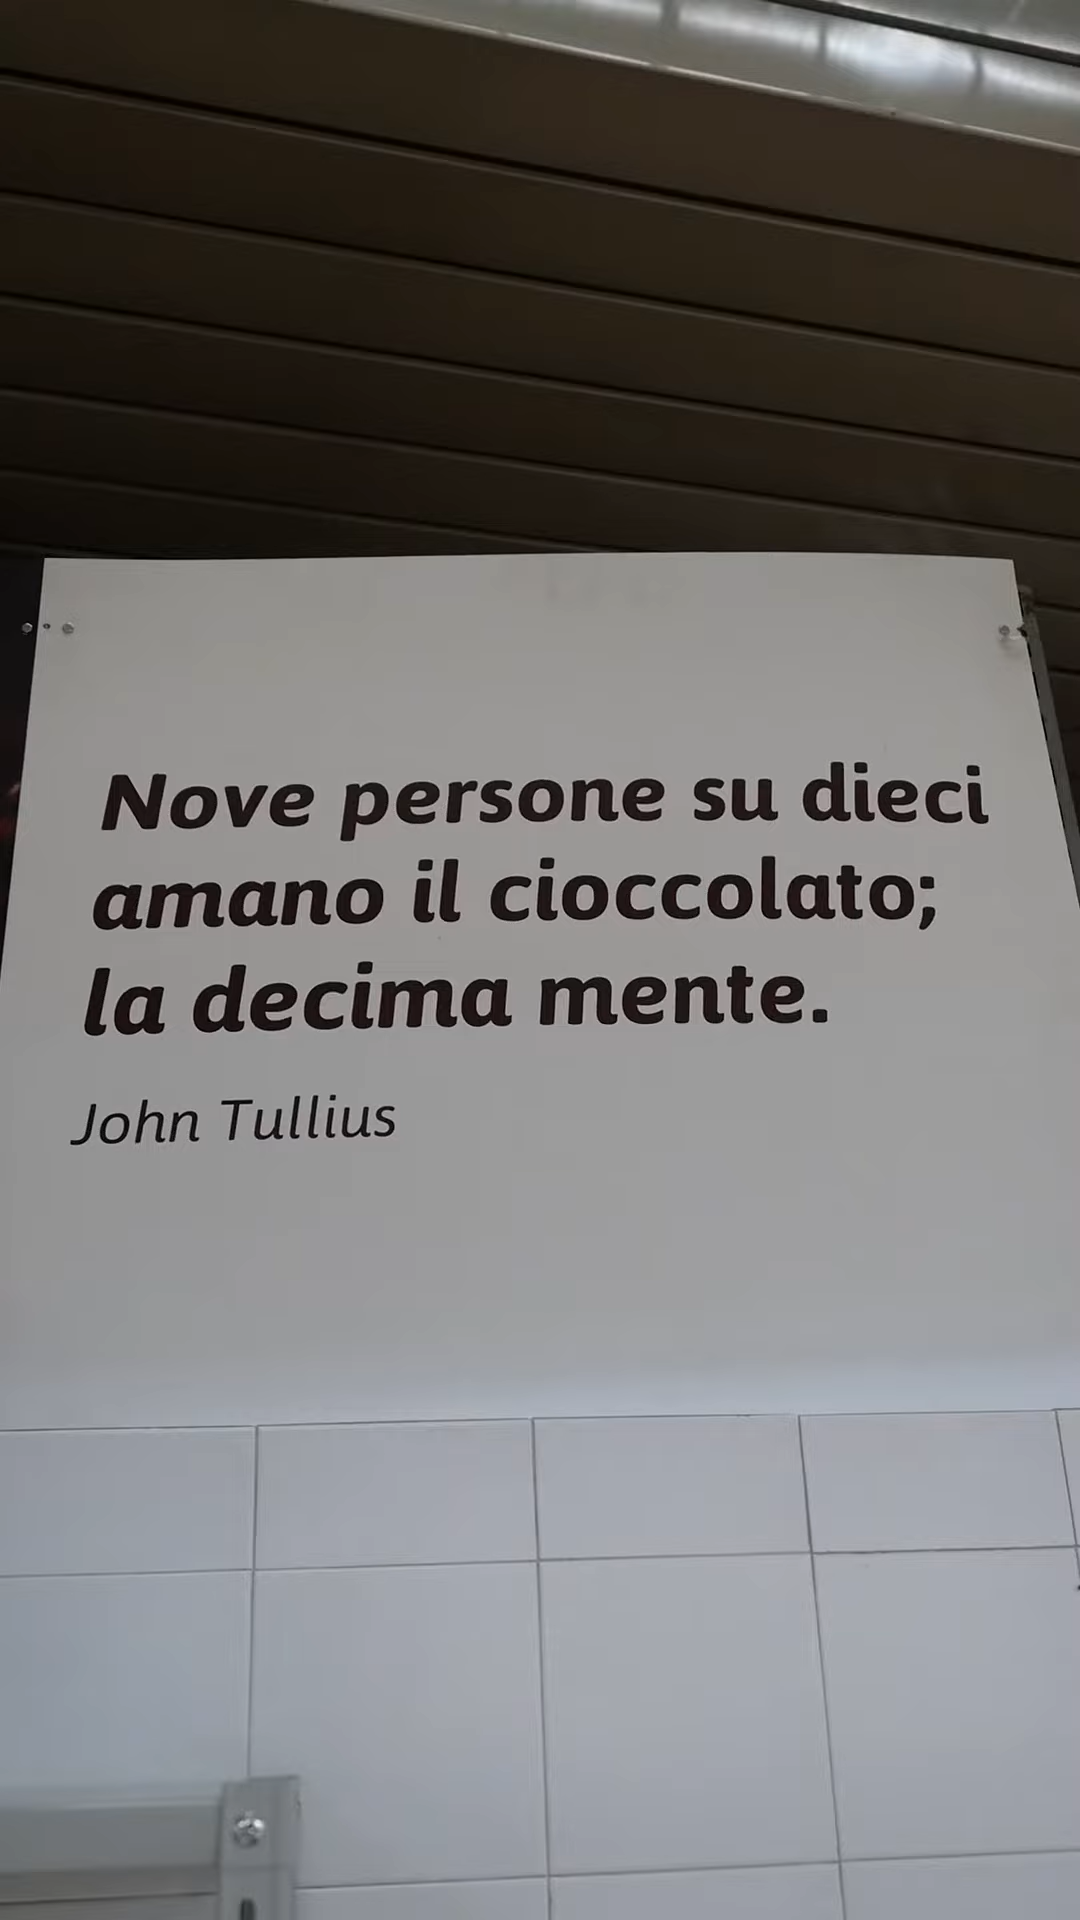 Nove persone su dieci
amano il cioccolato;
la decima mente.
John Tullius